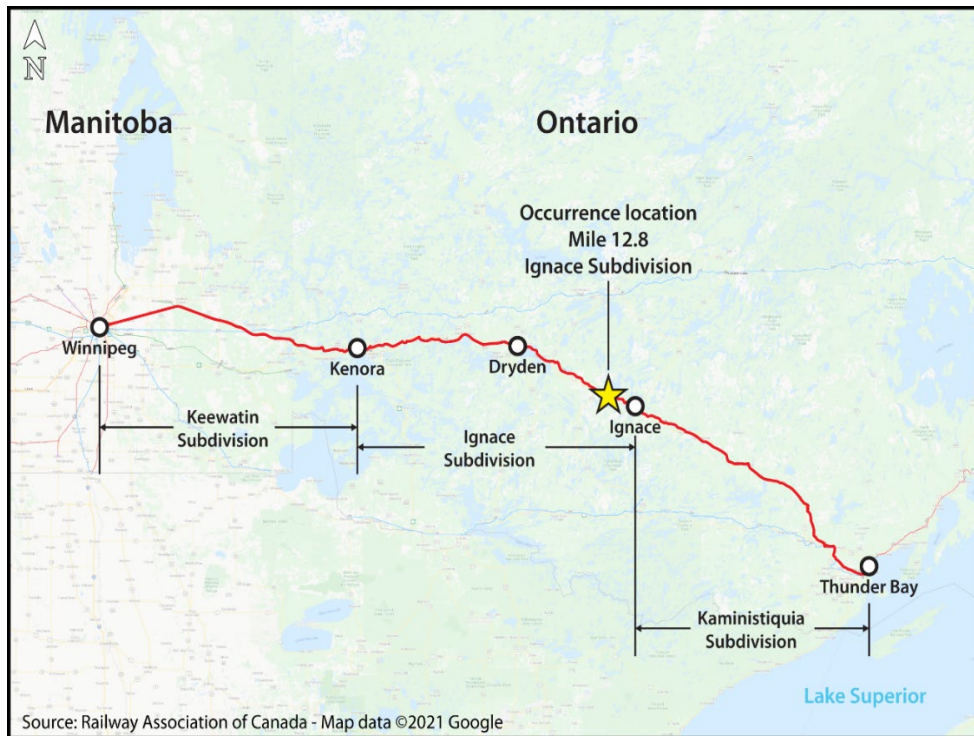 N
Manitoba
Ontario
Occurrence location
Mile 12.8
Ignace Subdivision
Winnipeg
Kenora
Dryden
Ignace
Keewatin
Subdivision
Ignace
Subdivision
Thunder Bay
Kaministiquia
Subdivision
Lake Superior
Source: Railway Association of Canada - Map data ©2021 Google